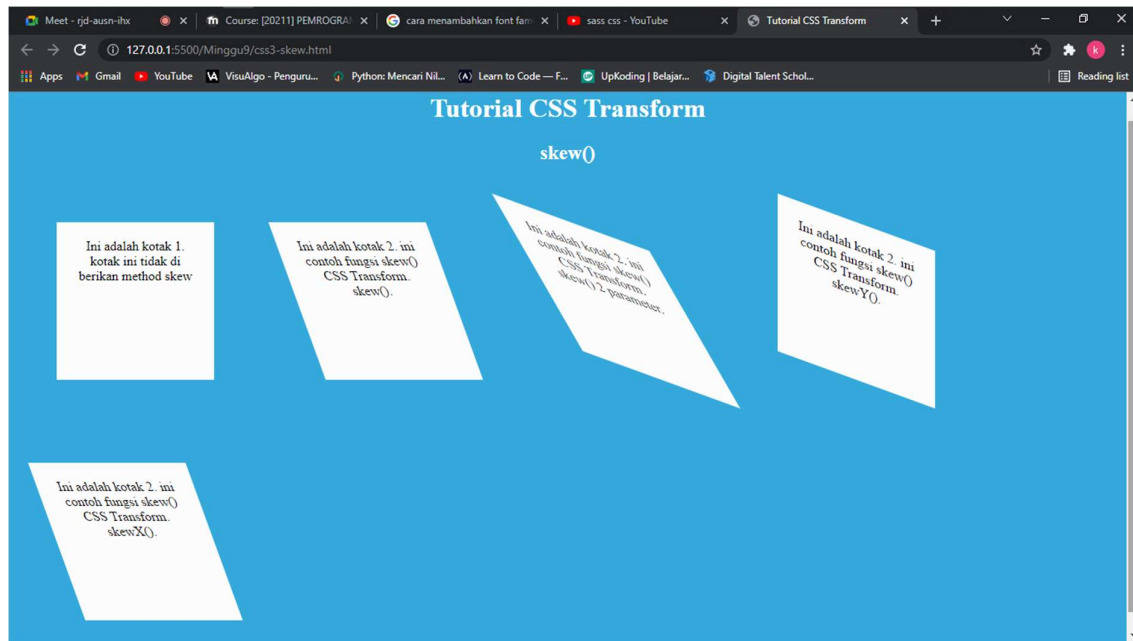 Meet - rjd-ausn-ihx
Course: [20211] PEMROGRA
cara menambahkan font fam
sass css - YouTube
Tutorial CSS Transform
127.0.0.1:5500/Minggu9/css3-skew.html
k
Apps
Gmail
YouTube
VisuAlgo - Penguru...
Python: Mencari Nil...
Learn to Code — F...
UpKoding | Belajar...
Digital Talent Schol...
Reading list
Tutorial CSS Transform
skew()
Ini adalah kotak 1.
kotak ini tidak di
berikan method skew
Ini adalah kotak 2. ini
contoh fungsi skew()
CSS Transform.
skew().
Ini adalah kotak 2. ini
contoh fungsi skew()
CSS Transform.
skew() 2 parameter.
Ini adalah kotak 2. ini
contoh fungsi skew()
CSS Transform.
skewY().
Ini adalah kotak 2. ini
contoh fungsi skew()
CSS Transform.
skewX().